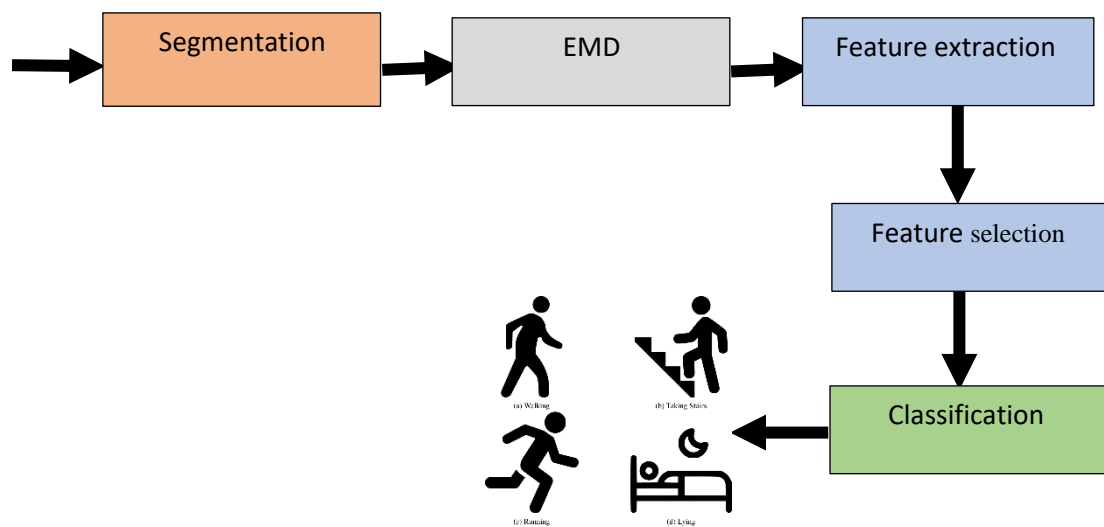 Segmentation
EMD
Feature extraction
Feature selection
Classification
(a) Walking
(b) Taking Stairs
(c) Running
(d) Lying